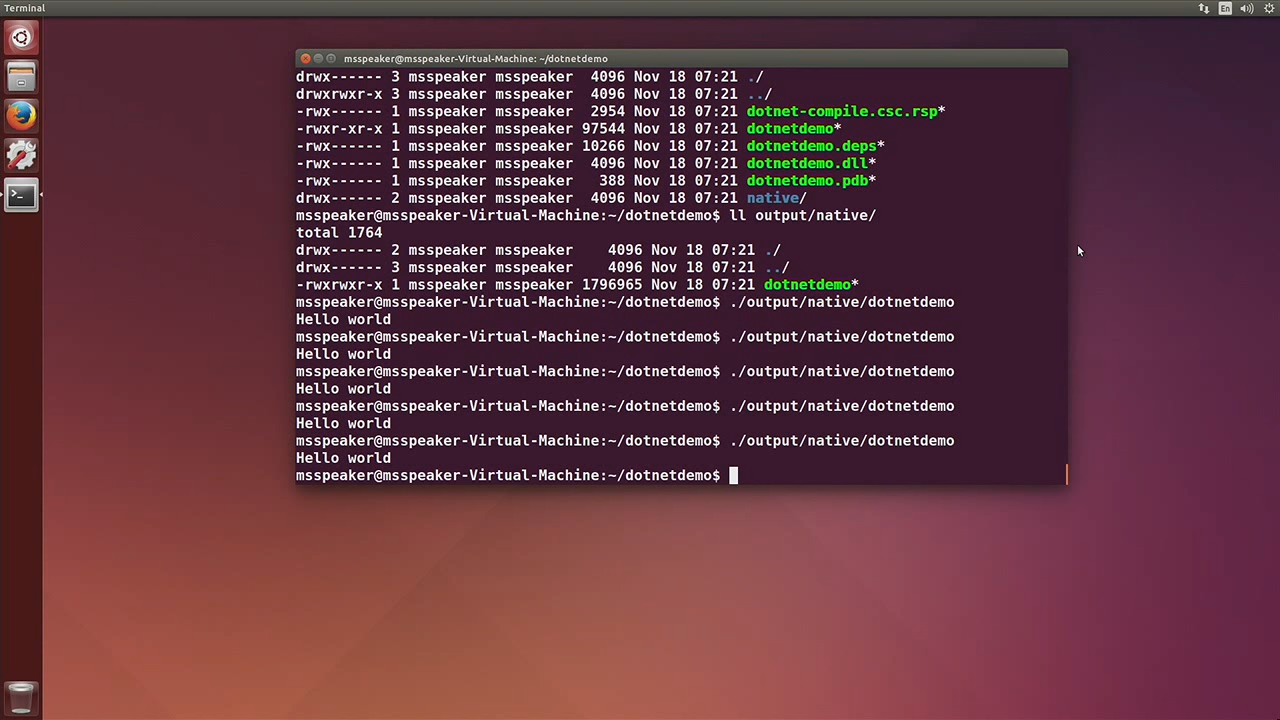 Terminal
En
msspeaker@msspeaker-Virtual-Machine: ~/dotnetdemo
drwx------ 3 msspeaker msspeaker  4096 Nov 18 07:21 ./
drwxrwxr-x 3 msspeaker msspeaker  4096 Nov 18 07:21 ../
-rwx------ 1 msspeaker msspeaker  2954 Nov 18 07:21 dotnet-compile.csc.rsp*
-rwxr-xr-x 1 msspeaker msspeaker 97544 Nov 18 07:21 dotnetdemo*
-rwx------ 1 msspeaker msspeaker 10266 Nov 18 07:21 dotnetdemo.deps*
-rwx------ 1 msspeaker msspeaker  4096 Nov 18 07:21 dotnetdemo.dll*
-rwx------ 1 msspeaker msspeaker   388 Nov 18 07:21 dotnetdemo.pdb*
drwx------ 2 msspeaker msspeaker  4096 Nov 18 07:21 native/
msspeaker@msspeaker-Virtual-Machine:~/dotnetdemo$ ll output/native/
total 1764
drwx------ 2 msspeaker msspeaker    4096 Nov 18 07:21 ./
drwx------ 3 msspeaker msspeaker    4096 Nov 18 07:21 ../
-rwxrwxr-x 1 msspeaker msspeaker 1796965 Nov 18 07:21 dotnetdemo*
msspeaker@msspeaker-Virtual-Machine:~/dotnetdemo$ ./output/native/dotnetdemo
Hello world
msspeaker@msspeaker-Virtual-Machine:~/dotnetdemo$ ./output/native/dotnetdemo
Hello world
msspeaker@msspeaker-Virtual-Machine:~/dotnetdemo$ ./output/native/dotnetdemo
Hello world
msspeaker@msspeaker-Virtual-Machine:~/dotnetdemo$ ./output/native/dotnetdemo
Hello world
msspeaker@msspeaker-Virtual-Machine:~/dotnetdemo$ ./output/native/dotnetdemo
Hello world
msspeaker@msspeaker-Virtual-Machine:~/dotnetdemo$